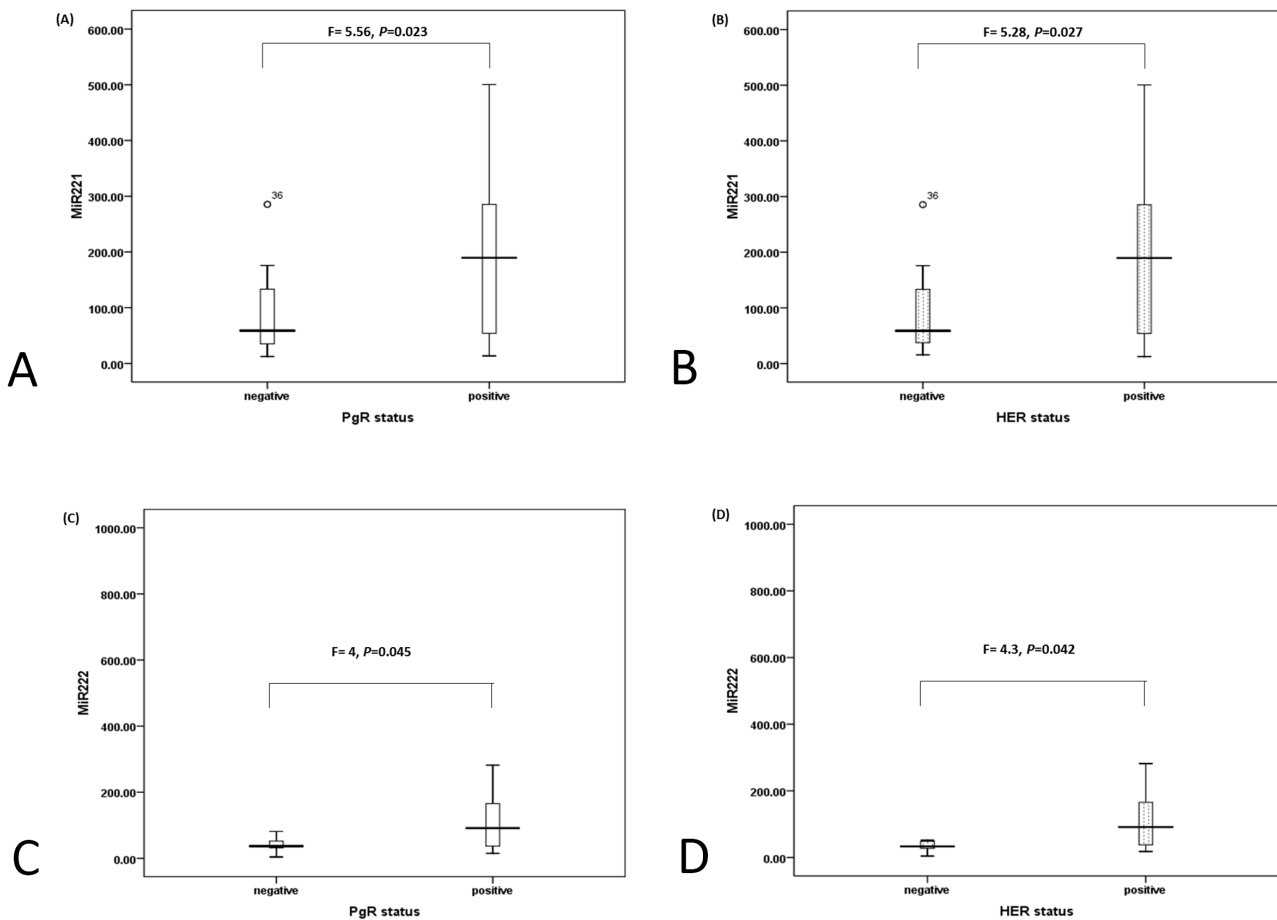 (A)
F= 5.56, P=0.023
600.00
500.00
400.00
300.00
200.00
100.00
0.00
MiR221
36
negative
positive
PgR status
A
(B)
F= 5.28, P=0.027
600.00
500.00
400.00
300.00
200.00
100.00
0.00
MiR221
36
negative
positive
HER status
B
(C)
1000.00
800.00
600.00
400.00
200.00
0.00
MiR222
F= 4, P=0.045
negative
positive
PgR status
C
(D)
1000.00
800.00
600.00
400.00
200.00
0.00
MiR222
F= 4.3, P=0.042
negative
positive
HER status
D